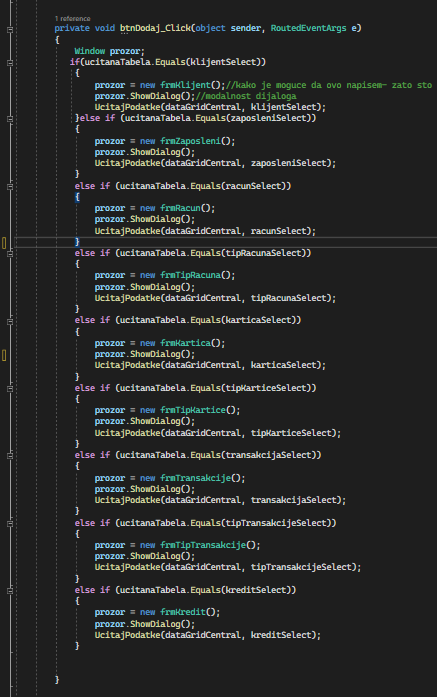 1 reference
private void btnDodaj_Click(object sender, RoutedEventArgs e)
{
Window prozor;
if(ucitanaTabela.Equals(klijentSelect))
{
prozor = new frmKlijent();//kako je moguce da ovo napisem- zato sto
prozor.ShowDialog();//modalnost dijaloga
UcitajPodatke(dataGridCentral, klijentSelect);
}else if (ucitanaTabela.Equals(zaposleniSelect))
{
prozor = new frmZaposleni();
prozor.ShowDialog();
UcitajPodatke(dataGridCentral, zaposleniSelect);
}
else if (ucitanaTabela.Equals(racunSelect))
{
prozor = new frmRacun();
prozor.ShowDialog();
UcitajPodatke(dataGridCentral, racunSelect);
}
else if (ucitanaTabela.Equals(tipRacunaSelect))
{
prozor = new frmTipRacuna();
prozor.ShowDialog();
UcitajPodatke(dataGridCentral, tipRacunaSelect);
}
else if (ucitanaTabela.Equals(karticaSelect))
{
prozor = new frmKartica();
prozor.ShowDialog();
UcitajPodatke(dataGridCentral, karticaSelect);
}
else if (ucitanaTabela.Equals(tipKarticeSelect))
{
prozor = new frmTipKartice();
prozor.ShowDialog();
UcitajPodatke(dataGridCentral, tipKarticeSelect);
}
else if (ucitanaTabela.Equals(transakcijaSelect))
{
prozor = new frmTransakcije();
prozor.ShowDialog();
UcitajPodatke(dataGridCentral, transakcijaSelect);
}
else if (ucitanaTabela.Equals(tipTransakcijeSelect))
{
prozor = new frmTipTransakcije();
prozor.ShowDialog();
UcitajPodatke(dataGridCentral, tipTransakcijeSelect);
}
else if (ucitanaTabela.Equals(kreditSelect))
{
prozor = new frmKredit();
prozor.ShowDialog();
UcitajPodatke(dataGridCentral, kreditSelect);
}
}